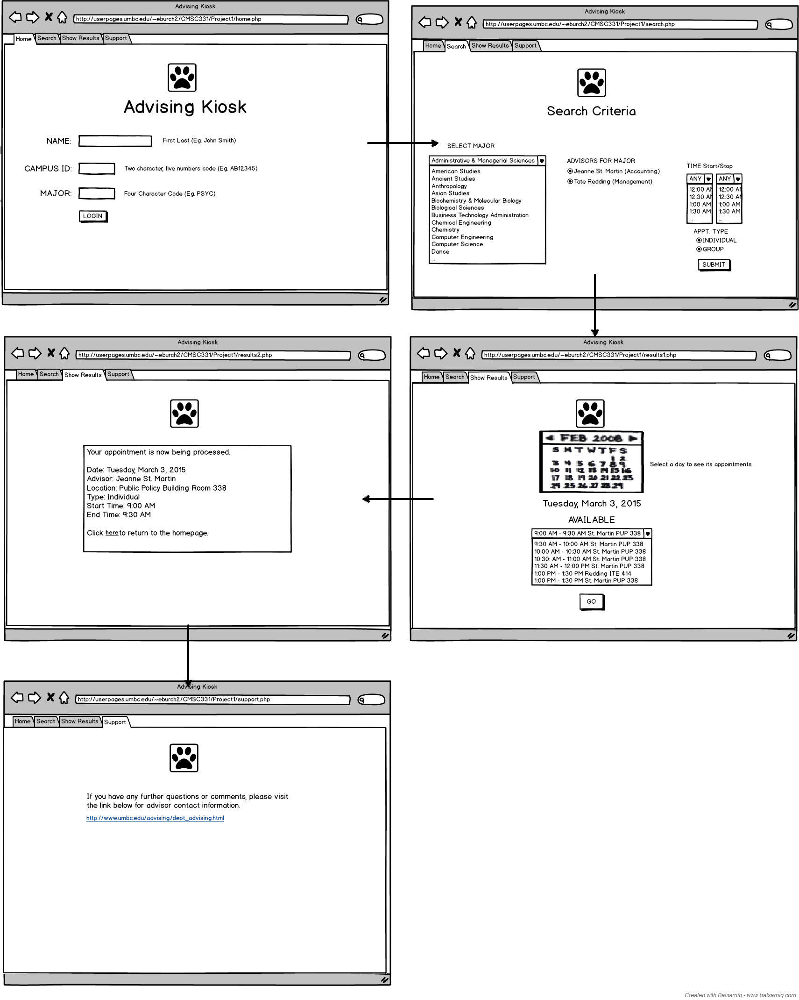 Advising Kiosk
http://userpages.umbc.edu/~eburch2/CMSC331/Project1/home.php
Home Search Show Results Support
Advising Kiosk
NAME: First Last (Eg. John Smith)
CAMPUS ID: Two character, five numbers code (Eg. AB12345)
MAJOR: Four Character Code (Eg. PSYC)
LOGIN
Advising Kiosk
http://userpages.umbc.edu/~eburch2/CMSC331/Project1/search.php
Home Search Show Results Support
Search Criteria
SELECT MAJOR
Administrative & Managerial Sciences
American Studies
Ancient Studies
Anthropology
Asian Studies
Biochemistry & Molecular Biology
Biological Sciences
Business Technology Administration
Chemical Engineering
Chemistry
Computer Engineering
Computer Science
Dance
...
ADVISORS FOR MAJOR
Jeanne St. Martin (Accounting)
Tate Redding (Management)
TIME Start/Stop
ANY ANY
12:00 AM 12:00 AM
12:30 AM 12:30 AM
1:00 AM 1:00 AM
1:30 AM 1:30 AM
... ...
APPT. TYPE
INDIVIDUAL
GROUP
SUBMIT
Advising Kiosk
http://userpages.umbc.edu/~eburch2/CMSC331/Project1/results1.php
Home Search Show Results Support
FEB 2008
S M T W T F S
1 2
3 4 5 6 7 8 9
10 11 12 13 14 15 16
17 18 19 20 21 22 23
24 25 26 27 28 29
Select a day to see its appointments
Tuesday, March 3, 2015
AVAILABLE
9:00 AM - 9:30 AM St. Martin PUP 338
9:30 AM - 10:00 AM St. Martin PUP 338
10:00 AM - 10:30 AM St. Martin PUP 338
10:30: AM - 11:00 AM St. Martin PUP 338
11:30 AM - 12:00 PM St. Martin PUP 338
1:00 PM - 1:30 PM Redding ITE 414
1:00 PM - 1:30 PM St. Martin PUP 338
GO
Advising Kiosk
http://userpages.umbc.edu/~eburch2/CMSC331/Project1/results2.php
Home Search Show Results Support
Your appointment is now being processed.
Date: Tuesday, March 3, 2015
Advisor: Jeanne St. Martin
Location: Public Policy Building Room 338
Type: Individual
Start Time: 9:00 AM
End Time: 9:30 AM
Click here to return to the homepage.
Advising Kiosk
http://userpages.umbc.edu/~eburch2/CMSC331/Project1/support.php
Home Search Show Results Support
If you have any further questions or comments, please visit
the link below for advisor contact information.
http://www.umbc.edu/advising/dept_advising.html
Created with Balsamiq - www.balsamiq.com